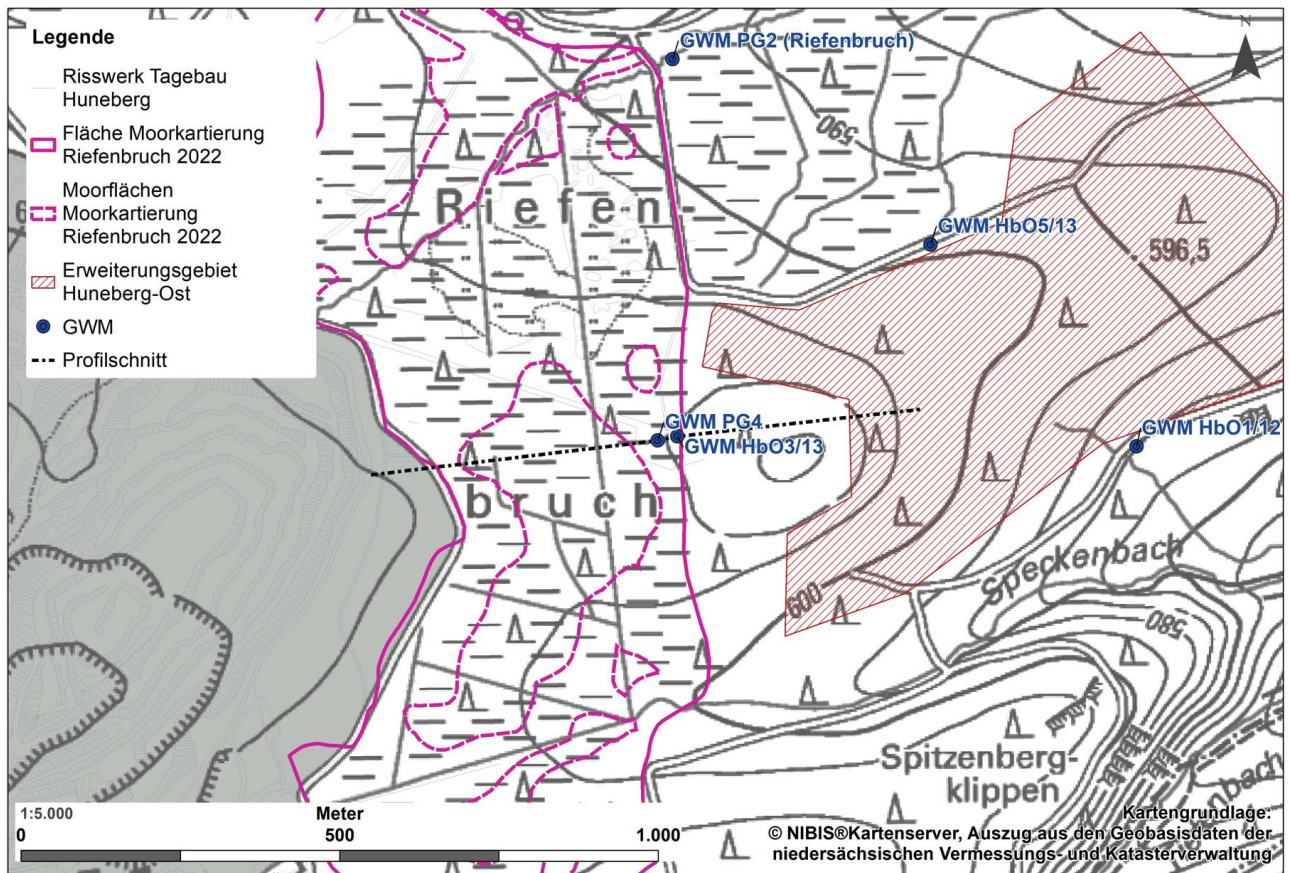 Legende
Risswerk Tagebau
Huneberg
Fläche Moorkartierung
Riefenbruch 2022
Moorflächen
Moorkartierung
Riefenbruch 2022
Erweiterungsgebiet
Huneberg-Ost
GWM
Profilschnitt
N
GWM PG2 (Riefenbruch)
590
Riefen
GWM HbO5/13
596,5
GWM PG4
GWM HbO3/13
GWM HbO1/12
bruch
Speckenbach
600
580
Spitzenberg-
klippen
1:5.000
Meter
0
500
1.000
Kartengrundlage:
© NIBIS®Kartenserver, Auszug aus den Geobasisdaten der
niedersächsischen Vermessungs- und Katasterverwaltung